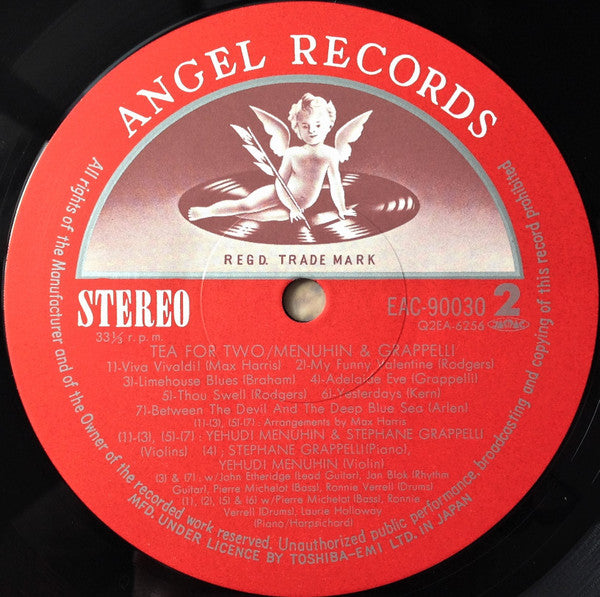 ANGEL RECORDS
REGD. TRADE MARK
STEREO
33⅓ r.p.m.
EAC-90030 2
Q2EA-6256
TEA FOR TWO/MENUHIN & GRAPPELLI
1)-Viva Vivaldi! (Max Harris) 2)-My Funny Valentine (Rodgers)
3)-Limehouse Blues (Braham) 4)-Adelaide Eve (Grappelli)
5)-Thou Swell (Rodgers) 6)-Yesterdays (Kern)
7)-Between The Devil And The Deep Blue Sea (Arlen)
(1)-(3), (5)-(7): Arrangements by Max Harris
(1)-(3), (5)-(7): YEHUDI MENUHIN & STEPHANE GRAPPELLI
(Violins) (4); STEPHANE GRAPPELLI(Piano),
YEHUDI MENUHIN (Violin)
(3) & (7): w/John Etheridge (Lead Guitar), Jan Blok (Rhythm
Guitar), Pierre Michelot (Bass), Ronnie Verrell (Drums)
(1), (2), (5) & (6) w/Pierre Michelot (Bass), Ronnie
Verrell (Drums); Laurie Holloway
(Piano/Harpsichord)
All rights of the Manufacturer and of the Owner of the recorded work reserved. Unauthorized public performance, broadcasting and copying of this record prohibited
MFD. UNDER LICENCE BY TOSHIBA-EMI LTD. IN JAPAN